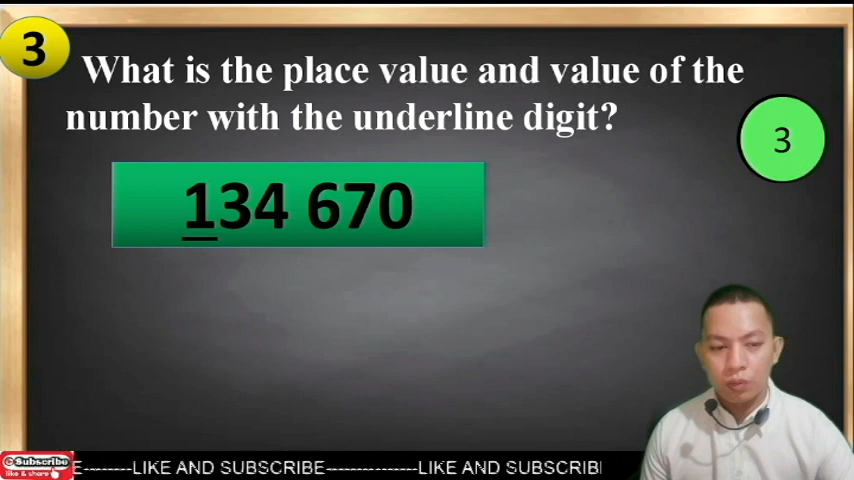 3
What is the place value and value of the
number with the underline digit?
3
134 670
Subscribe
like & share
E--------LIKE AND SUBSCRIBE---------------LIKE AND SUBSCRIBI